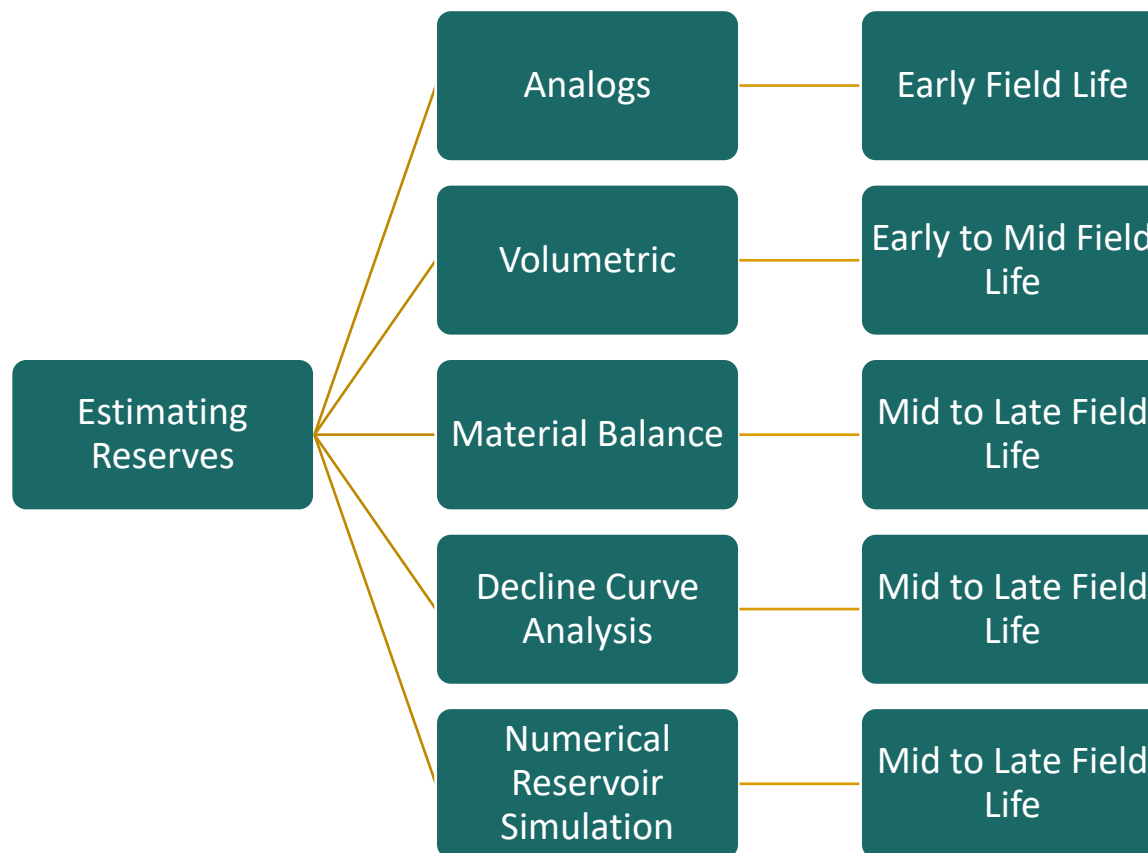 Analogs
Early Field Life
Volumetric
Early to Mid Field
Life
Estimating
Reserves
Material Balance
Mid to Late Field
Life
Decline Curve
Analysis
Mid to Late Field
Life
Numerical
Reservoir
Simulation
Mid to Late Field
Life